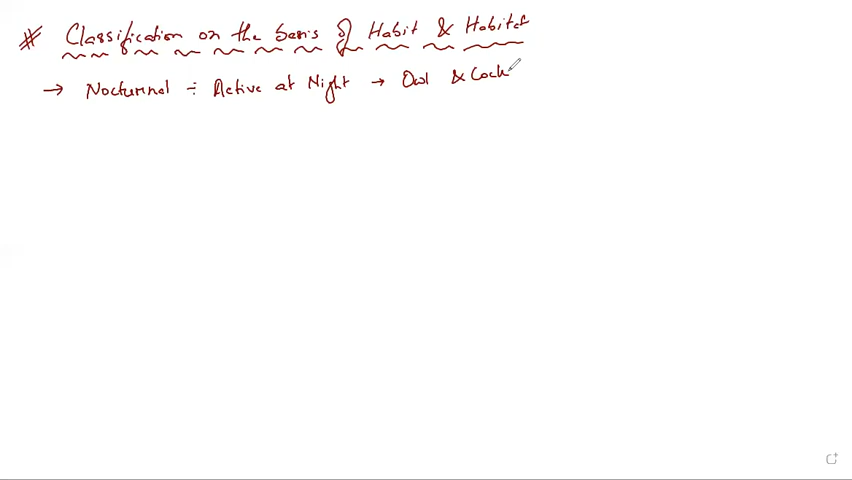 # Classification on the basis of Habit & Habitat
→ Nocturnal ÷ Active at Night → Owl & Cock